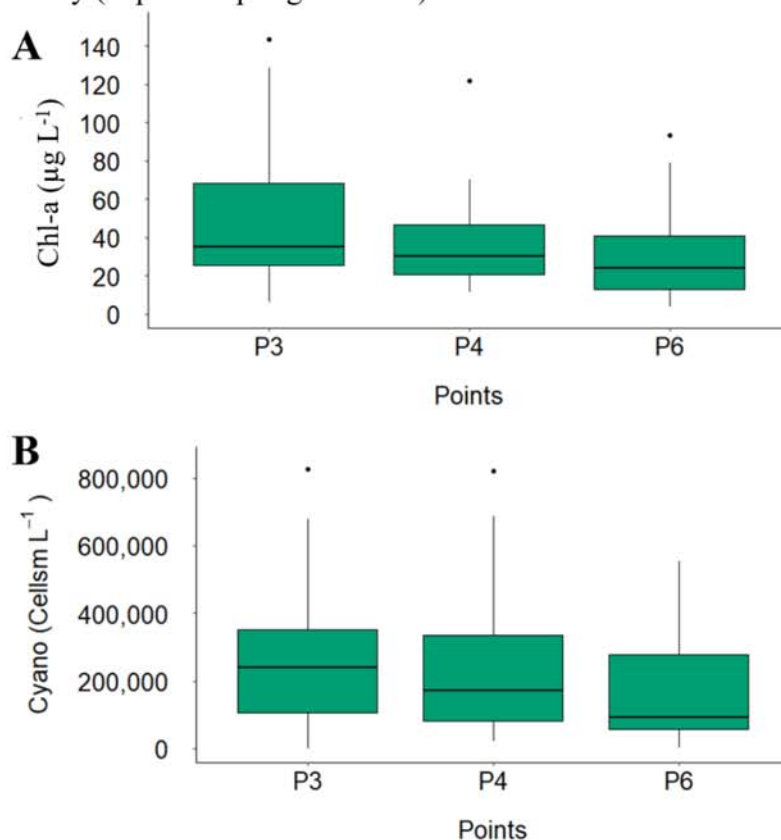 A
Chl-a (µg L-1)
140
120
100
80
60
40
20
0
P3 P4 P6
Points
B
Cyano (Cellsm L−1 )
800,000
600,000
400,000
200,000
0
P3 P4 P6
Points